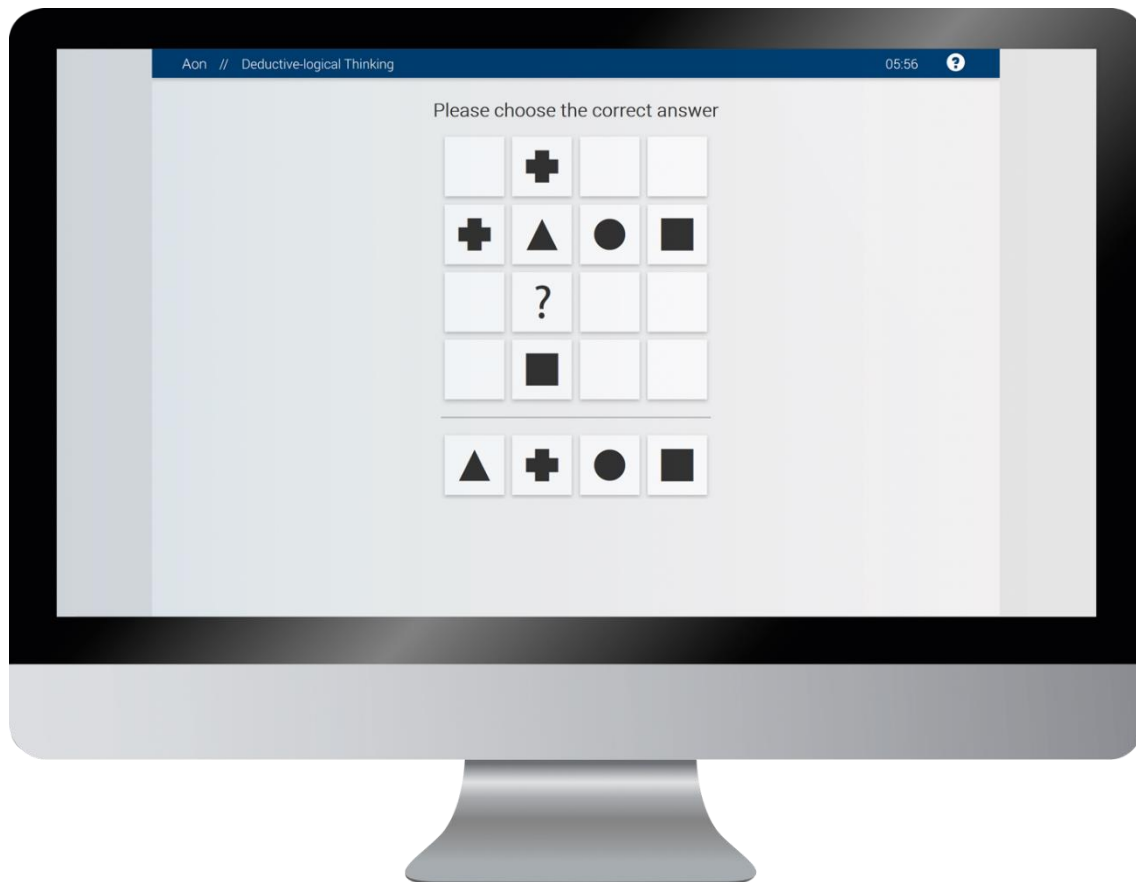 Aon // Deductive-logical Thinking 05:56 ?
Please choose the correct answer
?